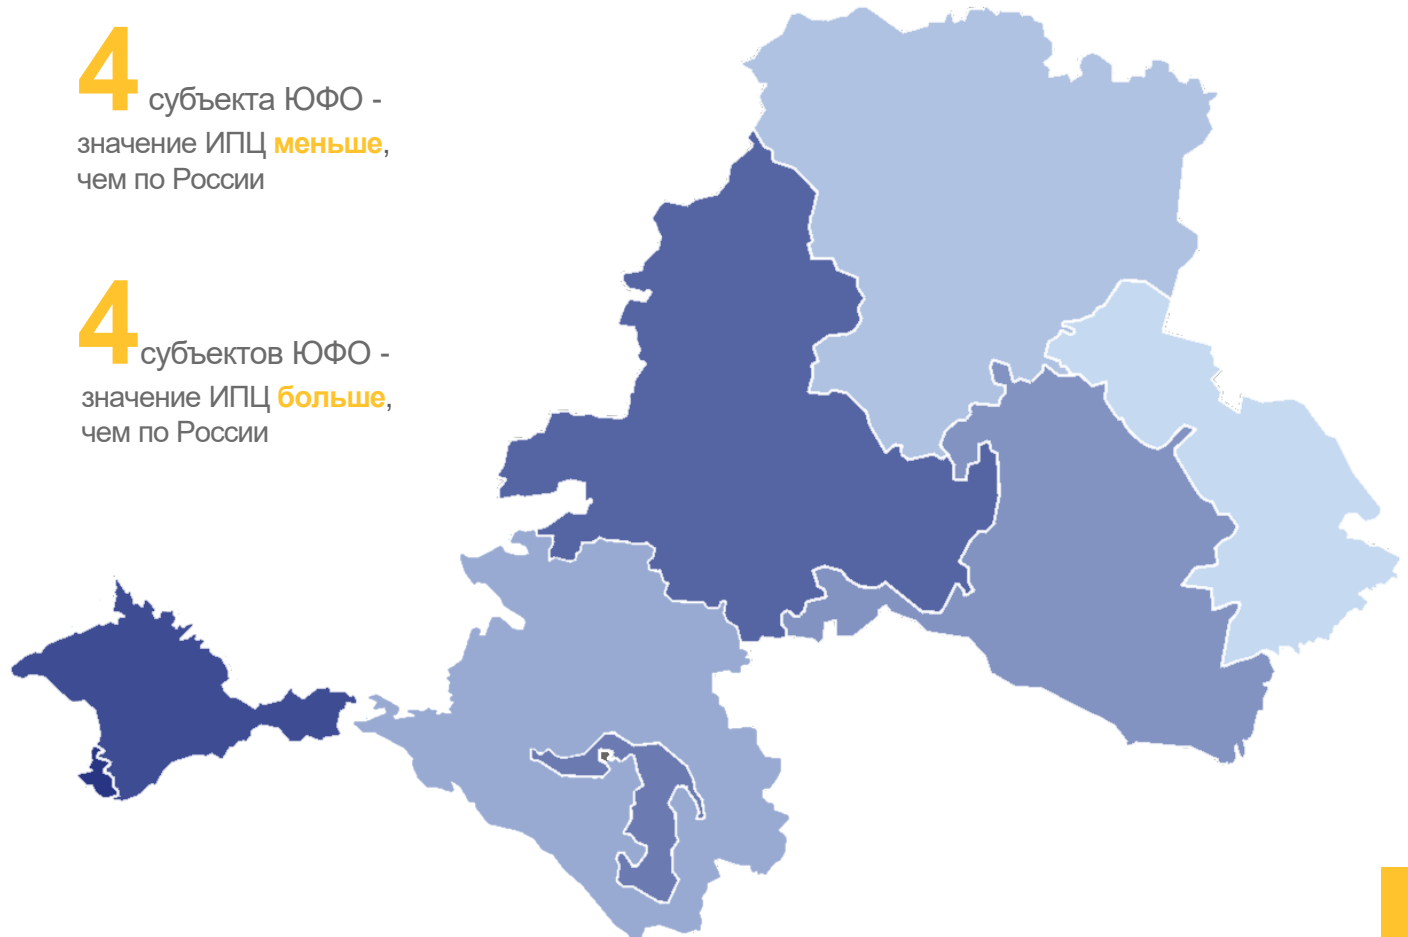 4 субъекта ЮФО -
значение ИПЦ меньше,
чем по России
4 субъектов ЮФО -
значение ИПЦ больше,
чем по России